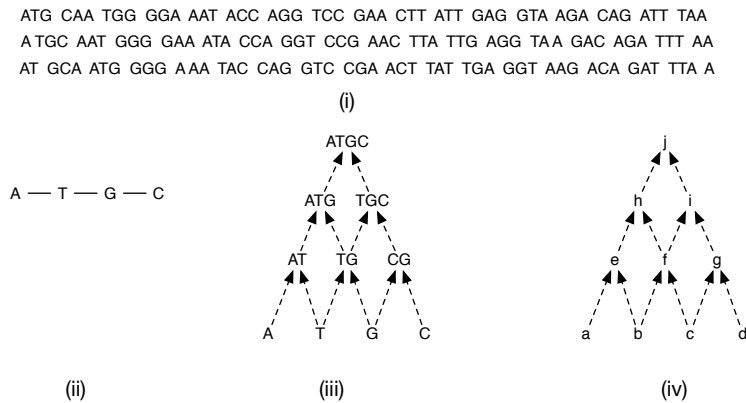 ATG CAA TGG GGA AAT ACC AGG TCC GAA CTT ATT GAG GTA AGA CAG ATT TAA
A TGC AAT GGG GAA ATA CCA GGT CCG AAC TTA TTG AGG TAA GAC AGA TTT AA
AT GCA ATG GGG AAA TAC CAG GTC CGA ACT TAT TGA GGT AAG ACA GAT TTA A
(i)
ATGC j
A T G C ATG TGC h i
AT TG CG e f g
A T G C a b c d
(ii) (iii) (iv)